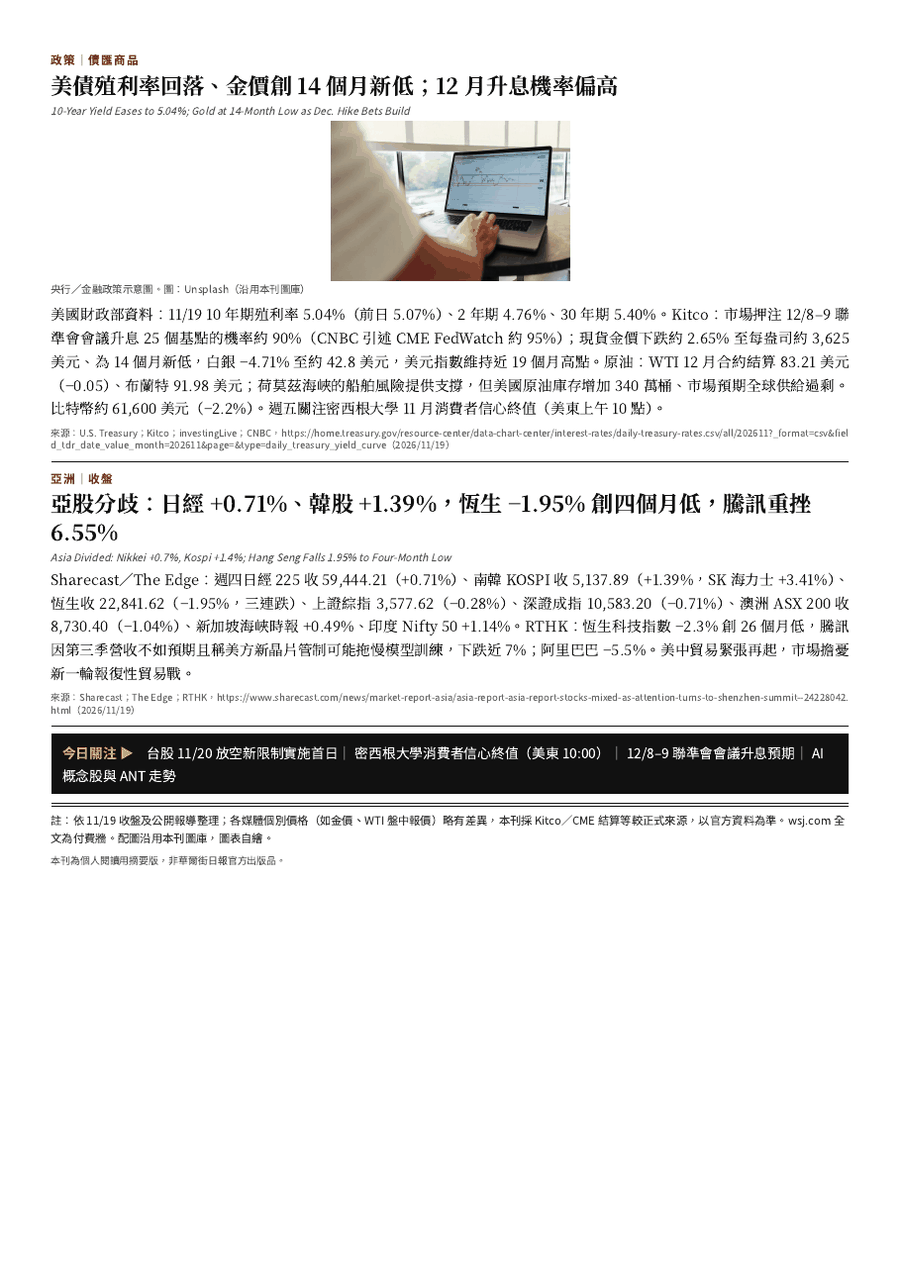 政策｜債匯商品
美債殖利率回落、金價創 14 個月新低；12 月升息機率偏高
10-Year Yield Eases to 5.04%; Gold at 14-Month Low as Dec. Hike Bets Build
央行／金融政策示意圖。圖：Unsplash（沿用本刊圖庫）
美國財政部資料：11/19 10 年期殖利率 5.04%（前日 5.07%）、2 年期 4.76%、30 年期 5.40%。Kitco：市場押注 12/8–9 聯
準會會議升息 25 個基點的機率約 90%（CNBC 引述 CME FedWatch 約 95%）；現貨金價下跌約 2.65% 至每盎司約 3,625
美元、為 14 個月新低，白銀 −4.71% 至約 42.8 美元，美元指數維持近 19 個月高點。原油：WTI 12 月合約結算 83.21 美元
（−0.05）、布蘭特 91.98 美元；荷莫茲海峽的船舶風險提供支撐，但美國原油庫存增加 340 萬桶、市場預期全球供給過剩。
比特幣約 61,600 美元（−2.2%）。週五關注密西根大學 11 月消費者信心終值（美東上午 10 點）。
來源：U.S. Treasury；Kitco；investingLive；CNBC，https://home.treasury.gov/resource-center/data-chart-center/interest-rates/daily-treasury-rates.csv/all/202611?_format=csv&fiel
d_tdr_date_value_month=202611&page=&type=daily_treasury_yield_curve（2026/11/19）
亞洲｜收盤
亞股分歧：日經 +0.71%、韓股 +1.39%，恆生 −1.95% 創四個月低，騰訊重挫
6.55%
Asia Divided: Nikkei +0.7%, Kospi +1.4%; Hang Seng Falls 1.95% to Four-Month Low
Sharecast／The Edge：週四日經 225 收 59,444.21（+0.71%）、南韓 KOSPI 收 5,137.89（+1.39%，SK 海力士 +3.41%）、
恆生收 22,841.62（−1.95%，三連跌）、上證綜指 3,577.62（−0.28%）、深證成指 10,583.20（−0.71%）、澳洲 ASX 200 收
8,730.40（−1.04%）、新加坡海峽時報 +0.49%、印度 Nifty 50 +1.14%。RTHK：恆生科技指數 −2.3% 創 26 個月低，騰訊
因第三季營收不如預期且稱美方新晶片管制可能拖慢模型訓練，下跌近 7%；阿里巴巴 −5.5%。美中貿易緊張再起，市場擔憂
新一輪報復性貿易戰。
來源：Sharecast；The Edge；RTHK，https://www.sharecast.com/news/market-report-asia/asia-report-asia-report-stocks-mixed-as-attention-turns-to-shenzhen-summit--24228042.
html（2026/11/19）
今日關注 ▶ 台股 11/20 放空新限制實施首日｜ 密西根大學消費者信心終值（美東 10:00） ｜ 12/8–9 聯準會會議升息預期｜ AI
概念股與 ANT 走勢
註：依 11/19 收盤及公開報導整理；各媒體個別價格（如金價、WTI 盤中報價）略有差異，本刊採 Kitco／CME 結算等較正式來源，以官方資料為準。wsj.com 全
文為付費牆。配圖沿用本刊圖庫，圖表自繪。
本刊為個人閱讀用摘要版，非華爾街日報官方出版品。